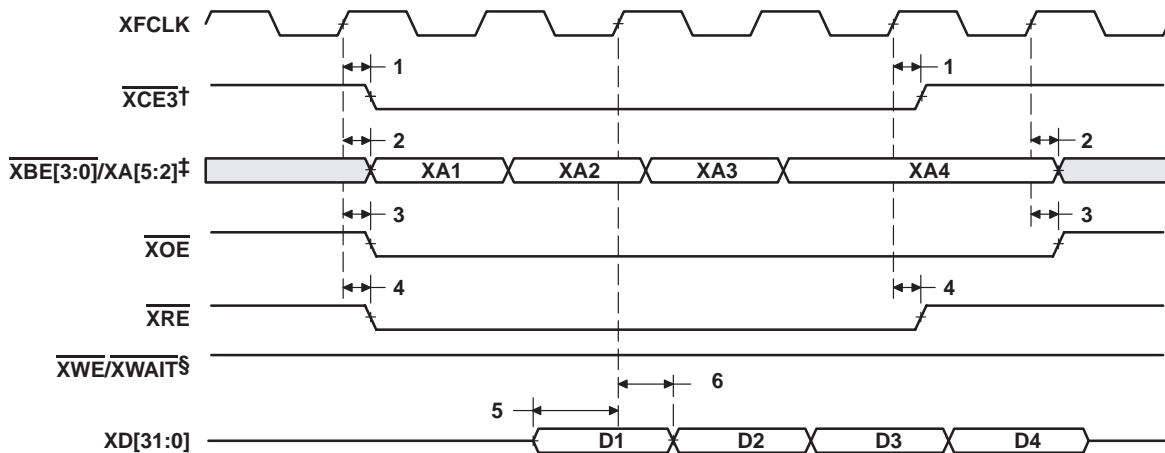 XFCLK
1 1
XCE3†
2 2
XBE[3:0]/XA[5:2]‡ XA1 XA2 XA3 XA4
3 3
XOE
4 4
XRE
XWE/XWAIT§
6
5
XD[31:0] D1 D2 D3 D4